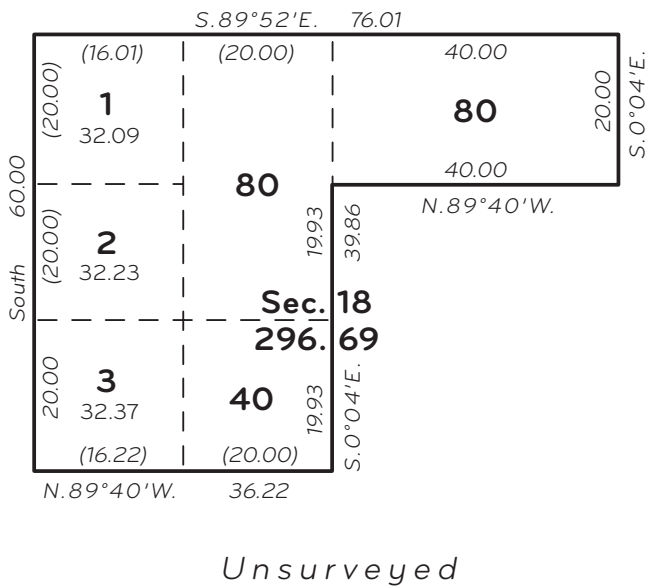 S.89°52'E. 76.01
(16.01) (20.00) 40.00
(20.00)
1
32.09
80
20.00
S.0°04'E.
40.00
N.89°40'W.
South 60.00
80
(20.00)
2
32.23
19.93
39.86
Sec. 18
296.69
20.00
3
32.37
40
19.93
S.0°04'E.
(16.22) (20.00)
N.89°40'W. 36.22
Unsurveyed